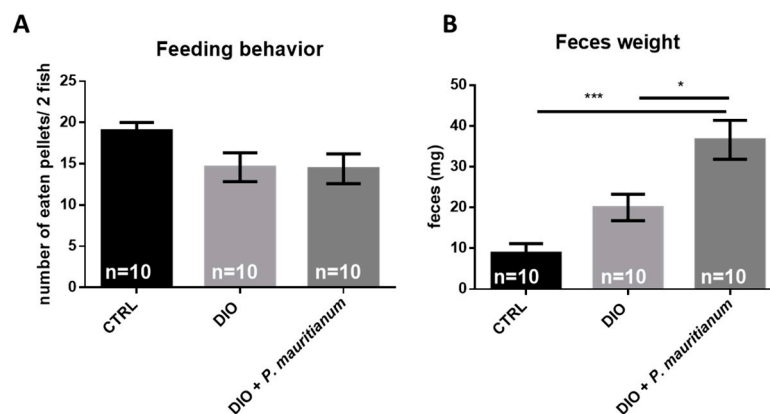 A
Feeding behavior
number of eaten pellets/ 2 fish
25
20
15
10
5
0
n=10
n=10
n=10
CTRL
DIO
DIO + P. mauritianum
B
Feces weight
feces (mg)
50
40
30
20
10
0
***
*
n=10
n=10
n=10
CTRL
DIO
DIO + P. mauritianum